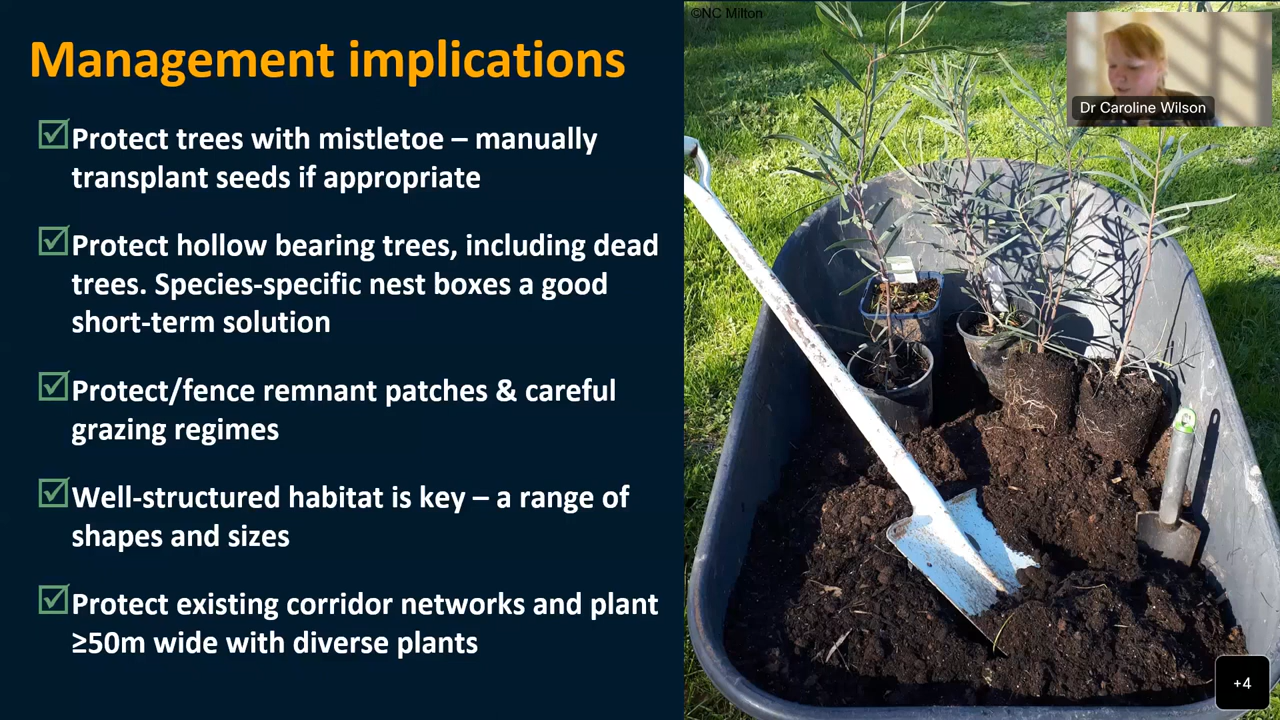 ©NC Milton
Management implications
Protect trees with mistletoe – manually
transplant seeds if appropriate
Protect hollow bearing trees, including dead
trees. Species-specific nest boxes a good
short-term solution
Protect/fence remnant patches & careful
grazing regimes
Well-structured habitat is key – a range of
shapes and sizes
Protect existing corridor networks and plant
≥50m wide with diverse plants
Dr Caroline Wilson
+4